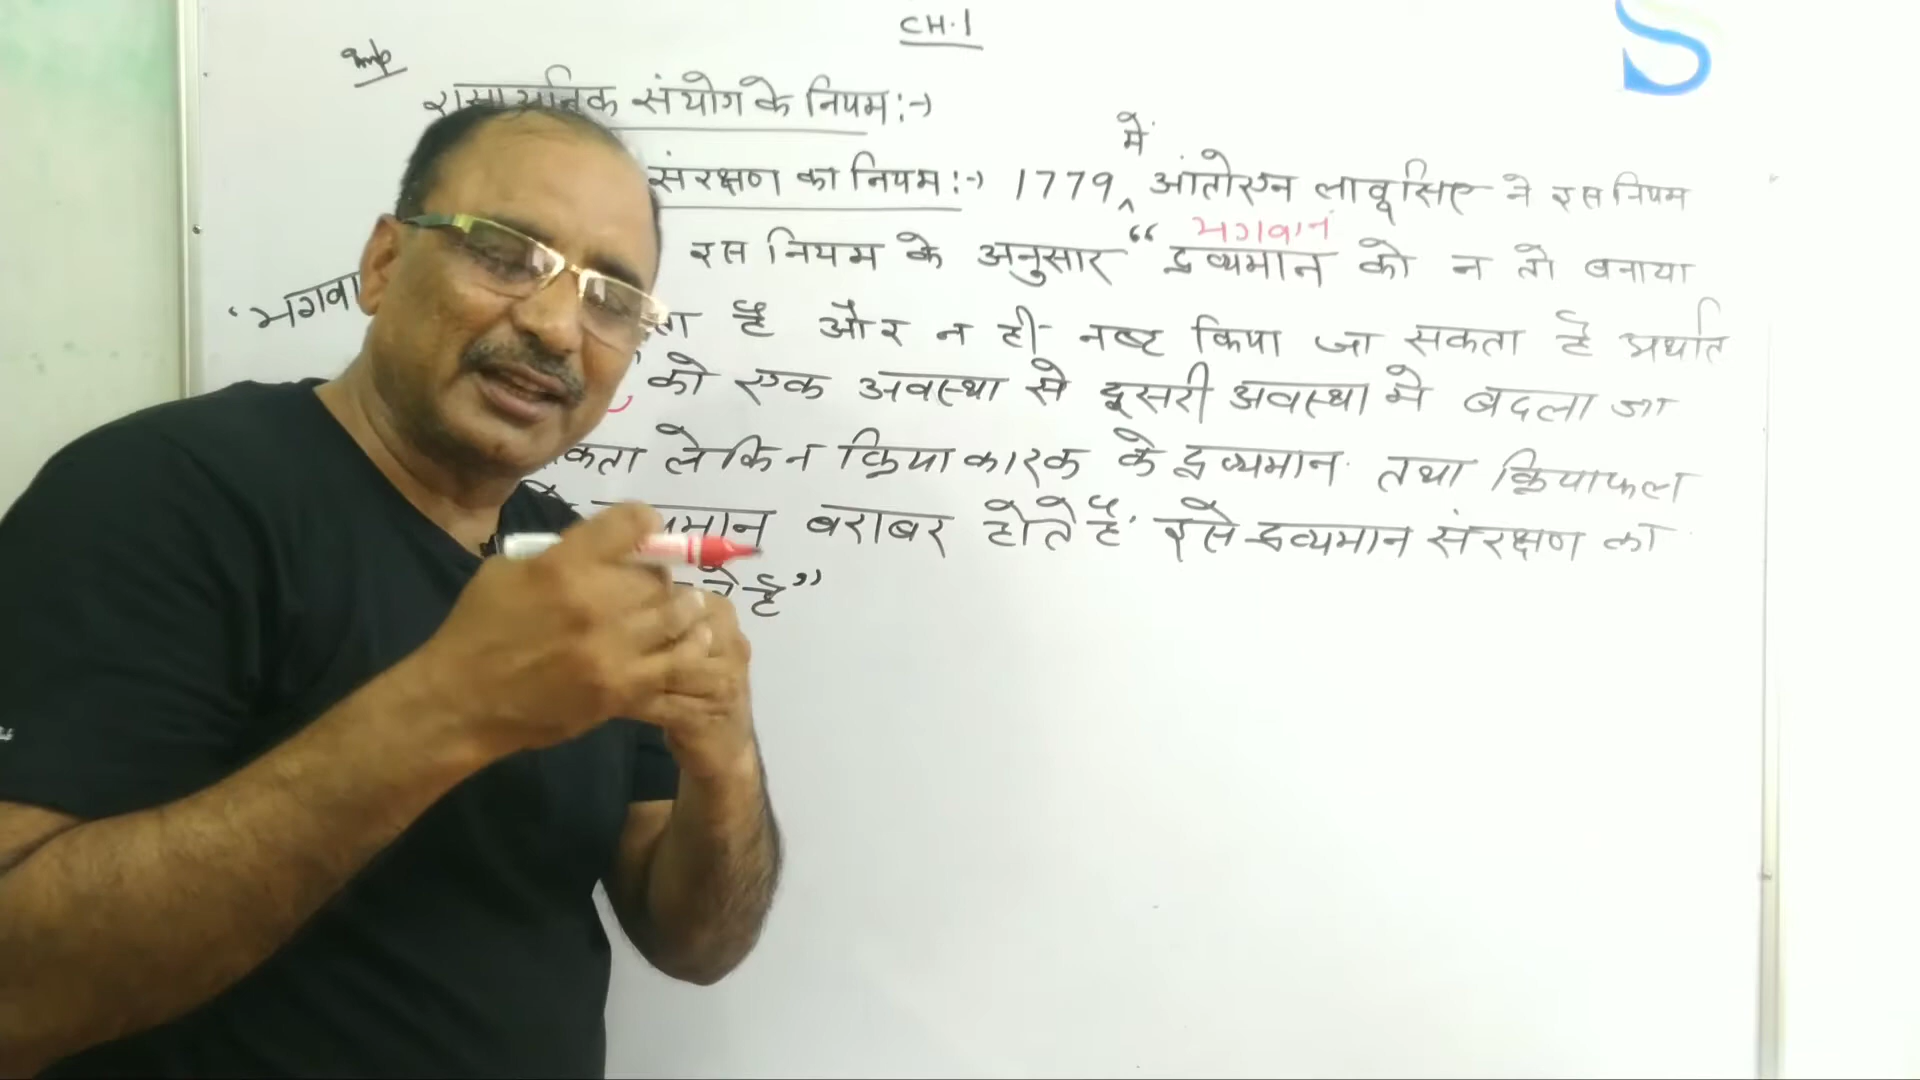 CH.1
Imp
रासायनिक संयोग के नियम :→
संरक्षण का नियम :→ 1779 में आंतोएन लावूसिए ने इस नियम
भगवान
इस नियम के अनुसार “ द्रव्यमान को न तो बनाया
‘भगवा
है और न ही नष्ट किया जा सकता है अर्थात
को एक अवस्था से दूसरी अवस्था मे बदला जा
लेकिन क्रियाकारक के द्रव्यमान तथा क्रियाफल
बराबर होते है. इसे द्रव्यमान संरक्षण का
है”